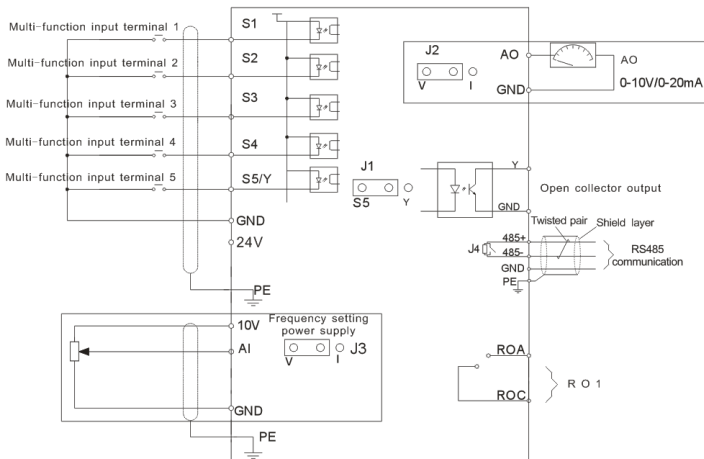 Multi-function input terminal 1
S1
Multi-function input terminal 2
S2
Multi-function input terminal 3
S3
Multi-function input terminal 4
S4
Multi-function input terminal 5
S5/Y
GND
24V
PE
J1
S5
Y
J2
V
I
AO
GND
AO
0-10V/0-20mA
Y
GND
Open collector output
Twisted pair
Shield layer
J4
485+
485-
GND
PE
RS485
communication
10V
Frequency setting
power supply
AI
V
I
J3
GND
PE
ROA
ROC
RO1